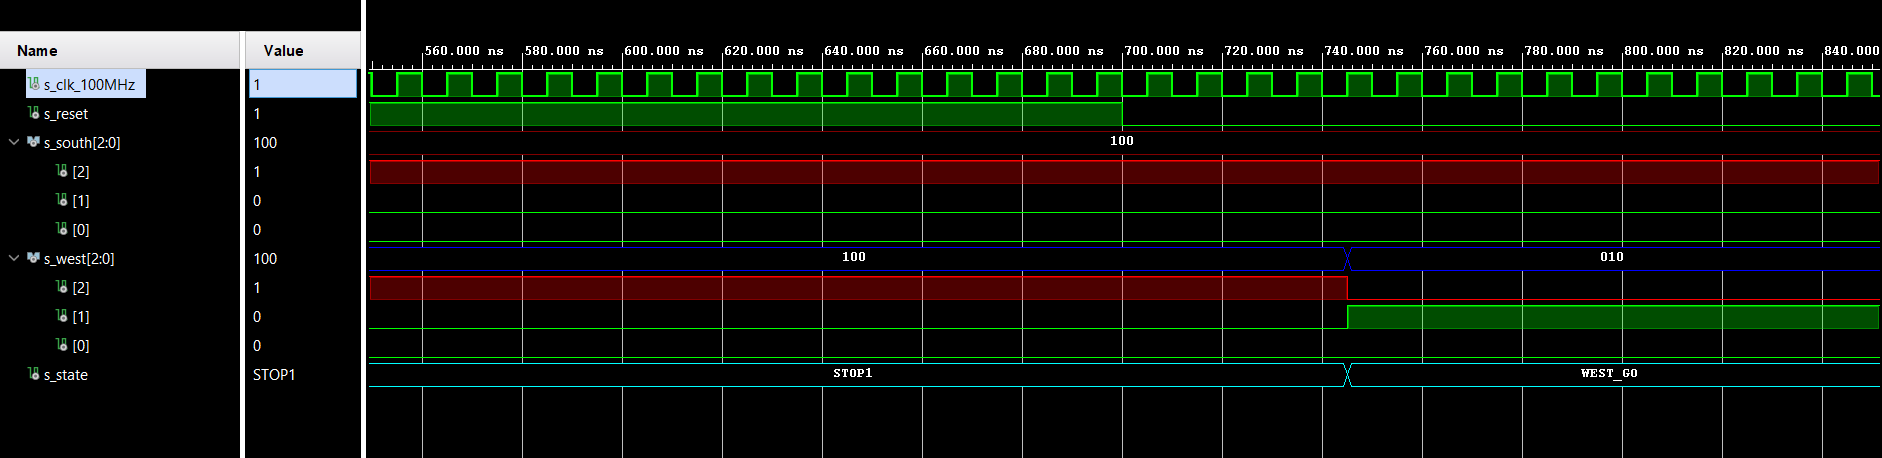 Name Value
560.000 ns 580.000 ns 600.000 ns 620.000 ns 640.000 ns 660.000 ns 680.000 ns 700.000 ns 720.000 ns 740.000 ns 760.000 ns 780.000 ns 800.000 ns 820.000 ns 840.000
s_clk_100MHz 1
s_reset 1
s_south[2:0] 100 100
[2] 1
[1] 0
[0] 0
s_west[2:0] 100 100 010
[2] 1
[1] 0
[0] 0
s_state STOP1 STOP1 WEST_GO